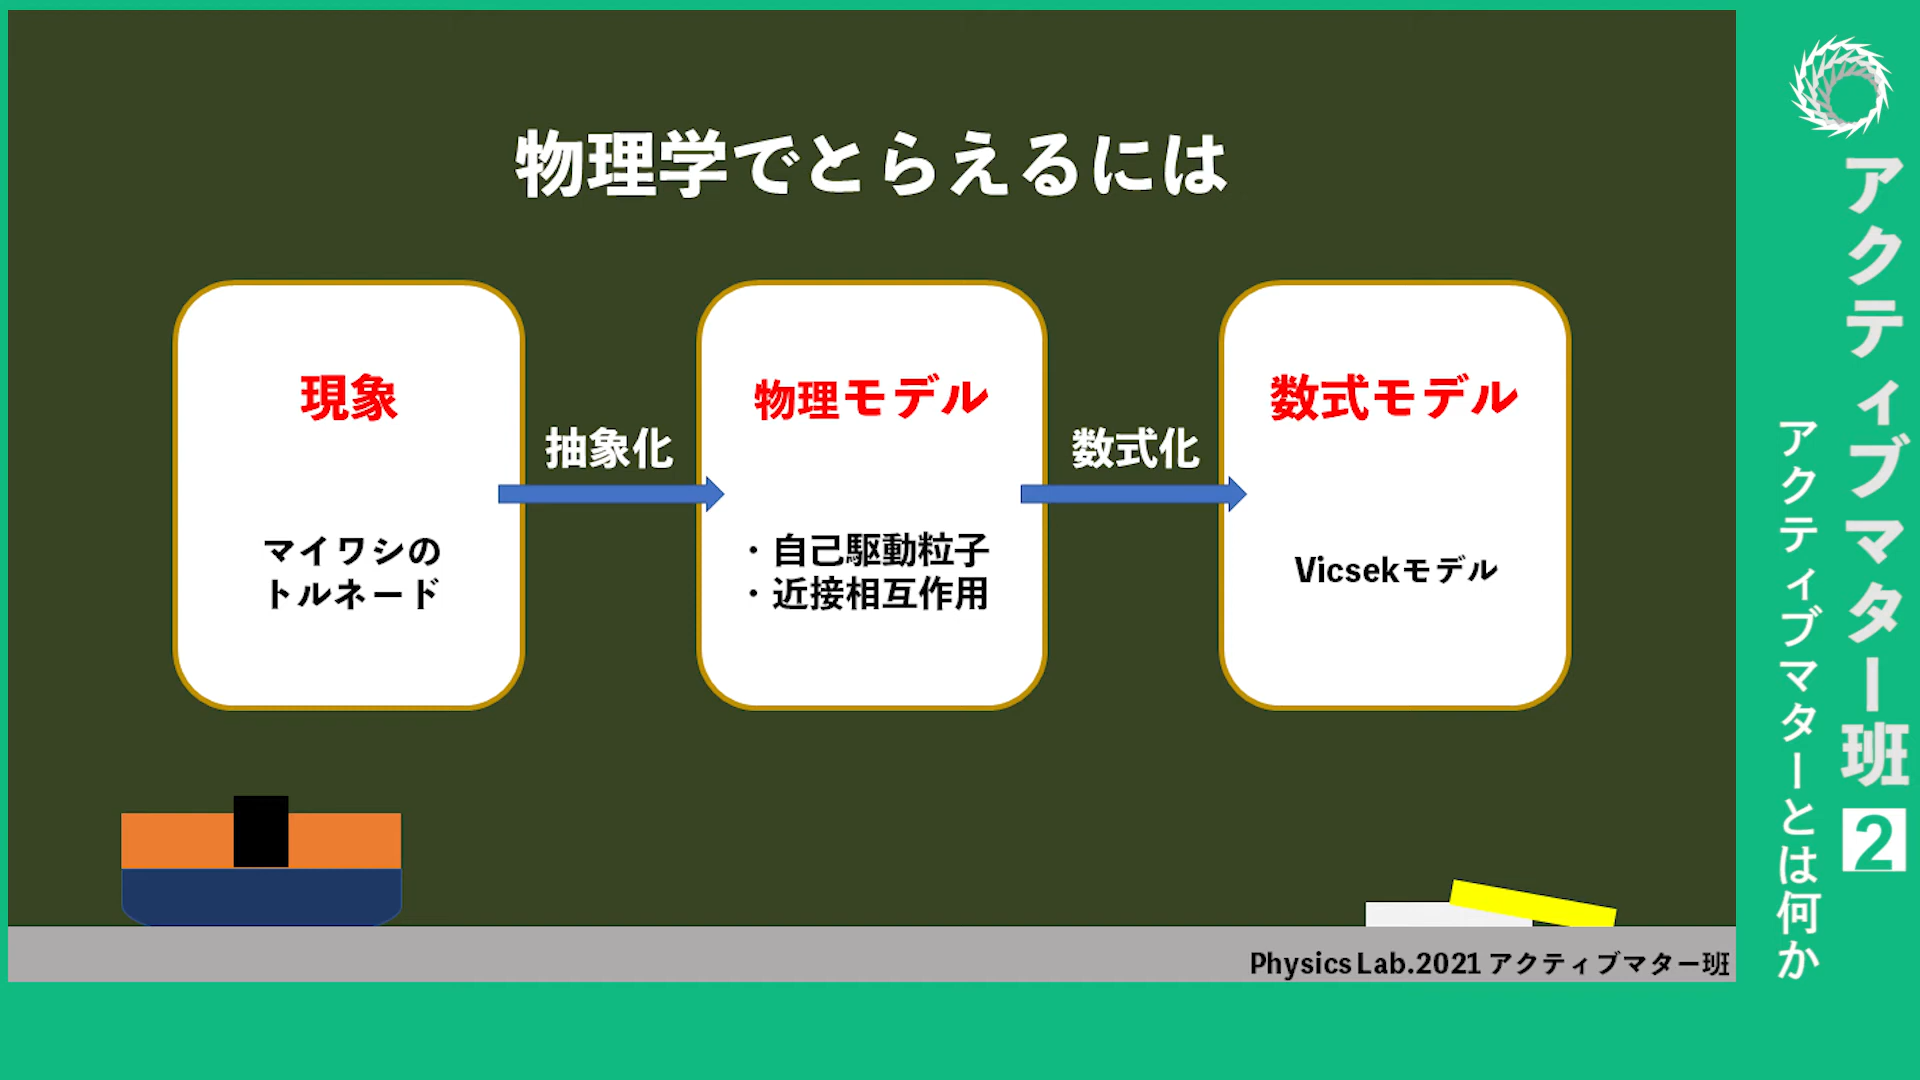 物理学でとらえるには
現象
マイワシの
トルネード
抽象化
物理モデル
・自己駆動粒子
・近接相互作用
数式化
数式モデル
Vicsekモデル
Physics Lab.2021 アクティブマター班
アクティブマター班 2
アクティブマターとは何か